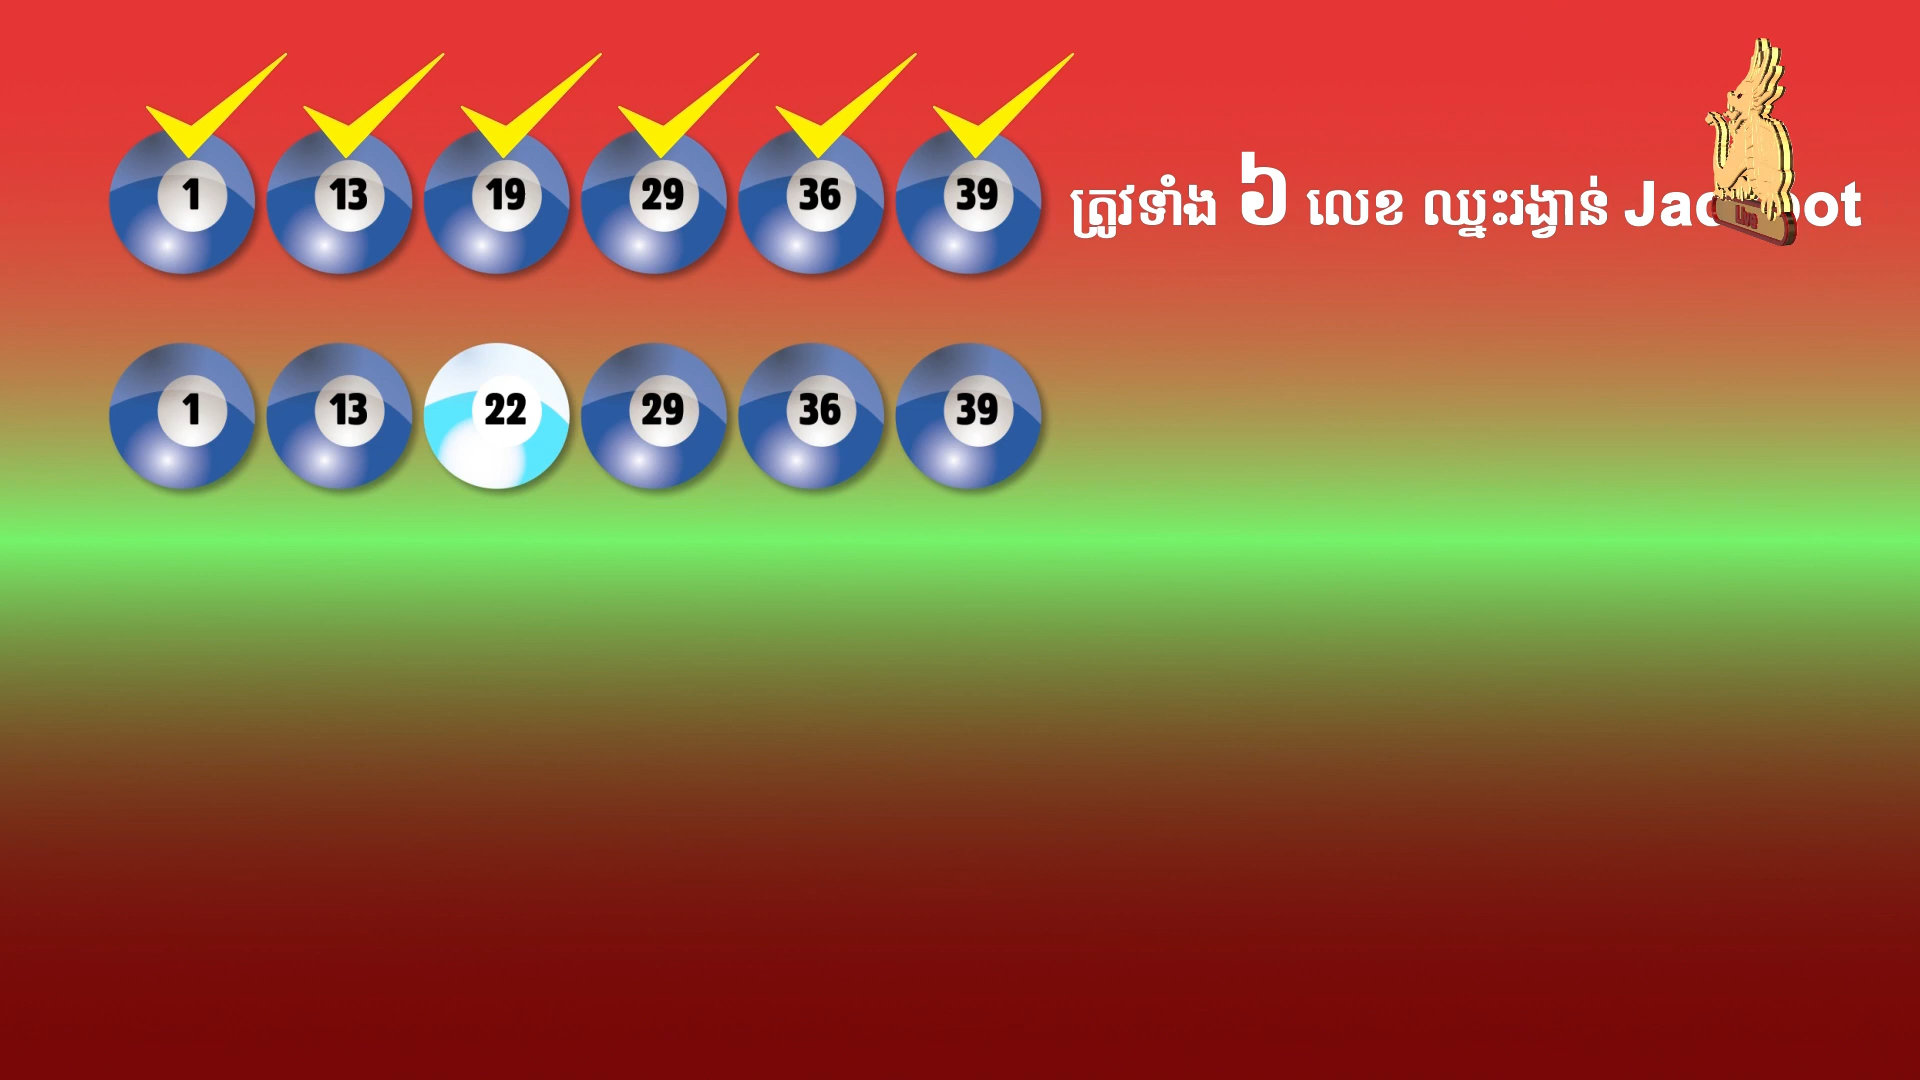 1 13 19 29 36 39
ត្រូវទាំង ៦ លេខ ឈ្នះរង្វាន់
Live
1 13 22 29 36 39